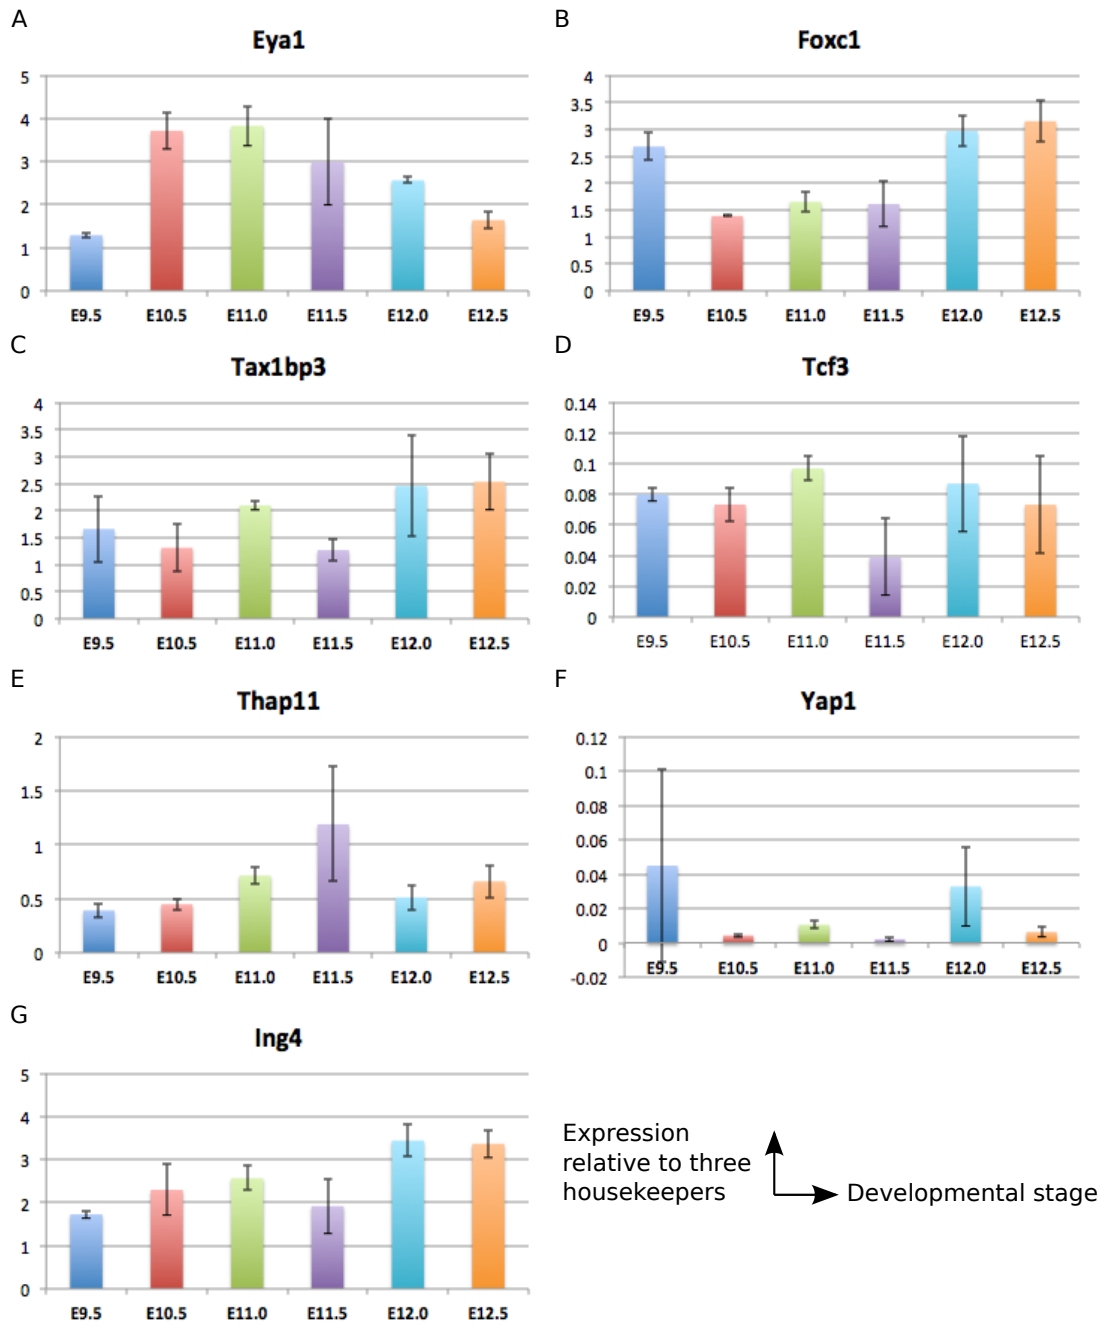 A
Eya1
5
4
3
2
1
0
E9.5 E10.5 E11.0 E11.5 E12.0 E12.5
B
Foxc1
4
3.5
3
2.5
2
1.5
1
0.5
0
E9.5 E10.5 E11.0 E11.5 E12.0 E12.5
C
Tax1bp3
4
3.5
3
2.5
2
1.5
1
0.5
0
E9.5 E10.5 E11.0 E11.5 E12.0 E12.5
D
Tcf3
0.14
0.12
0.1
0.08
0.06
0.04
0.02
0
E9.5 E10.5 E11.0 E11.5 E12.0 E12.5
E
Thap11
2
1.5
1
0.5
0
E9.5 E10.5 E11.0 E11.5 E12.0 E12.5
F
Yap1
0.12
0.1
0.08
0.06
0.04
0.02
0
-0.02
E9.5 E10.5 E11.0 E11.5 E12.0 E12.5
G
Ing4
5
4
3
2
1
0
E9.5 E10.5 E11.0 E11.5 E12.0 E12.5
Expression
relative to three
housekeepers
Developmental stage